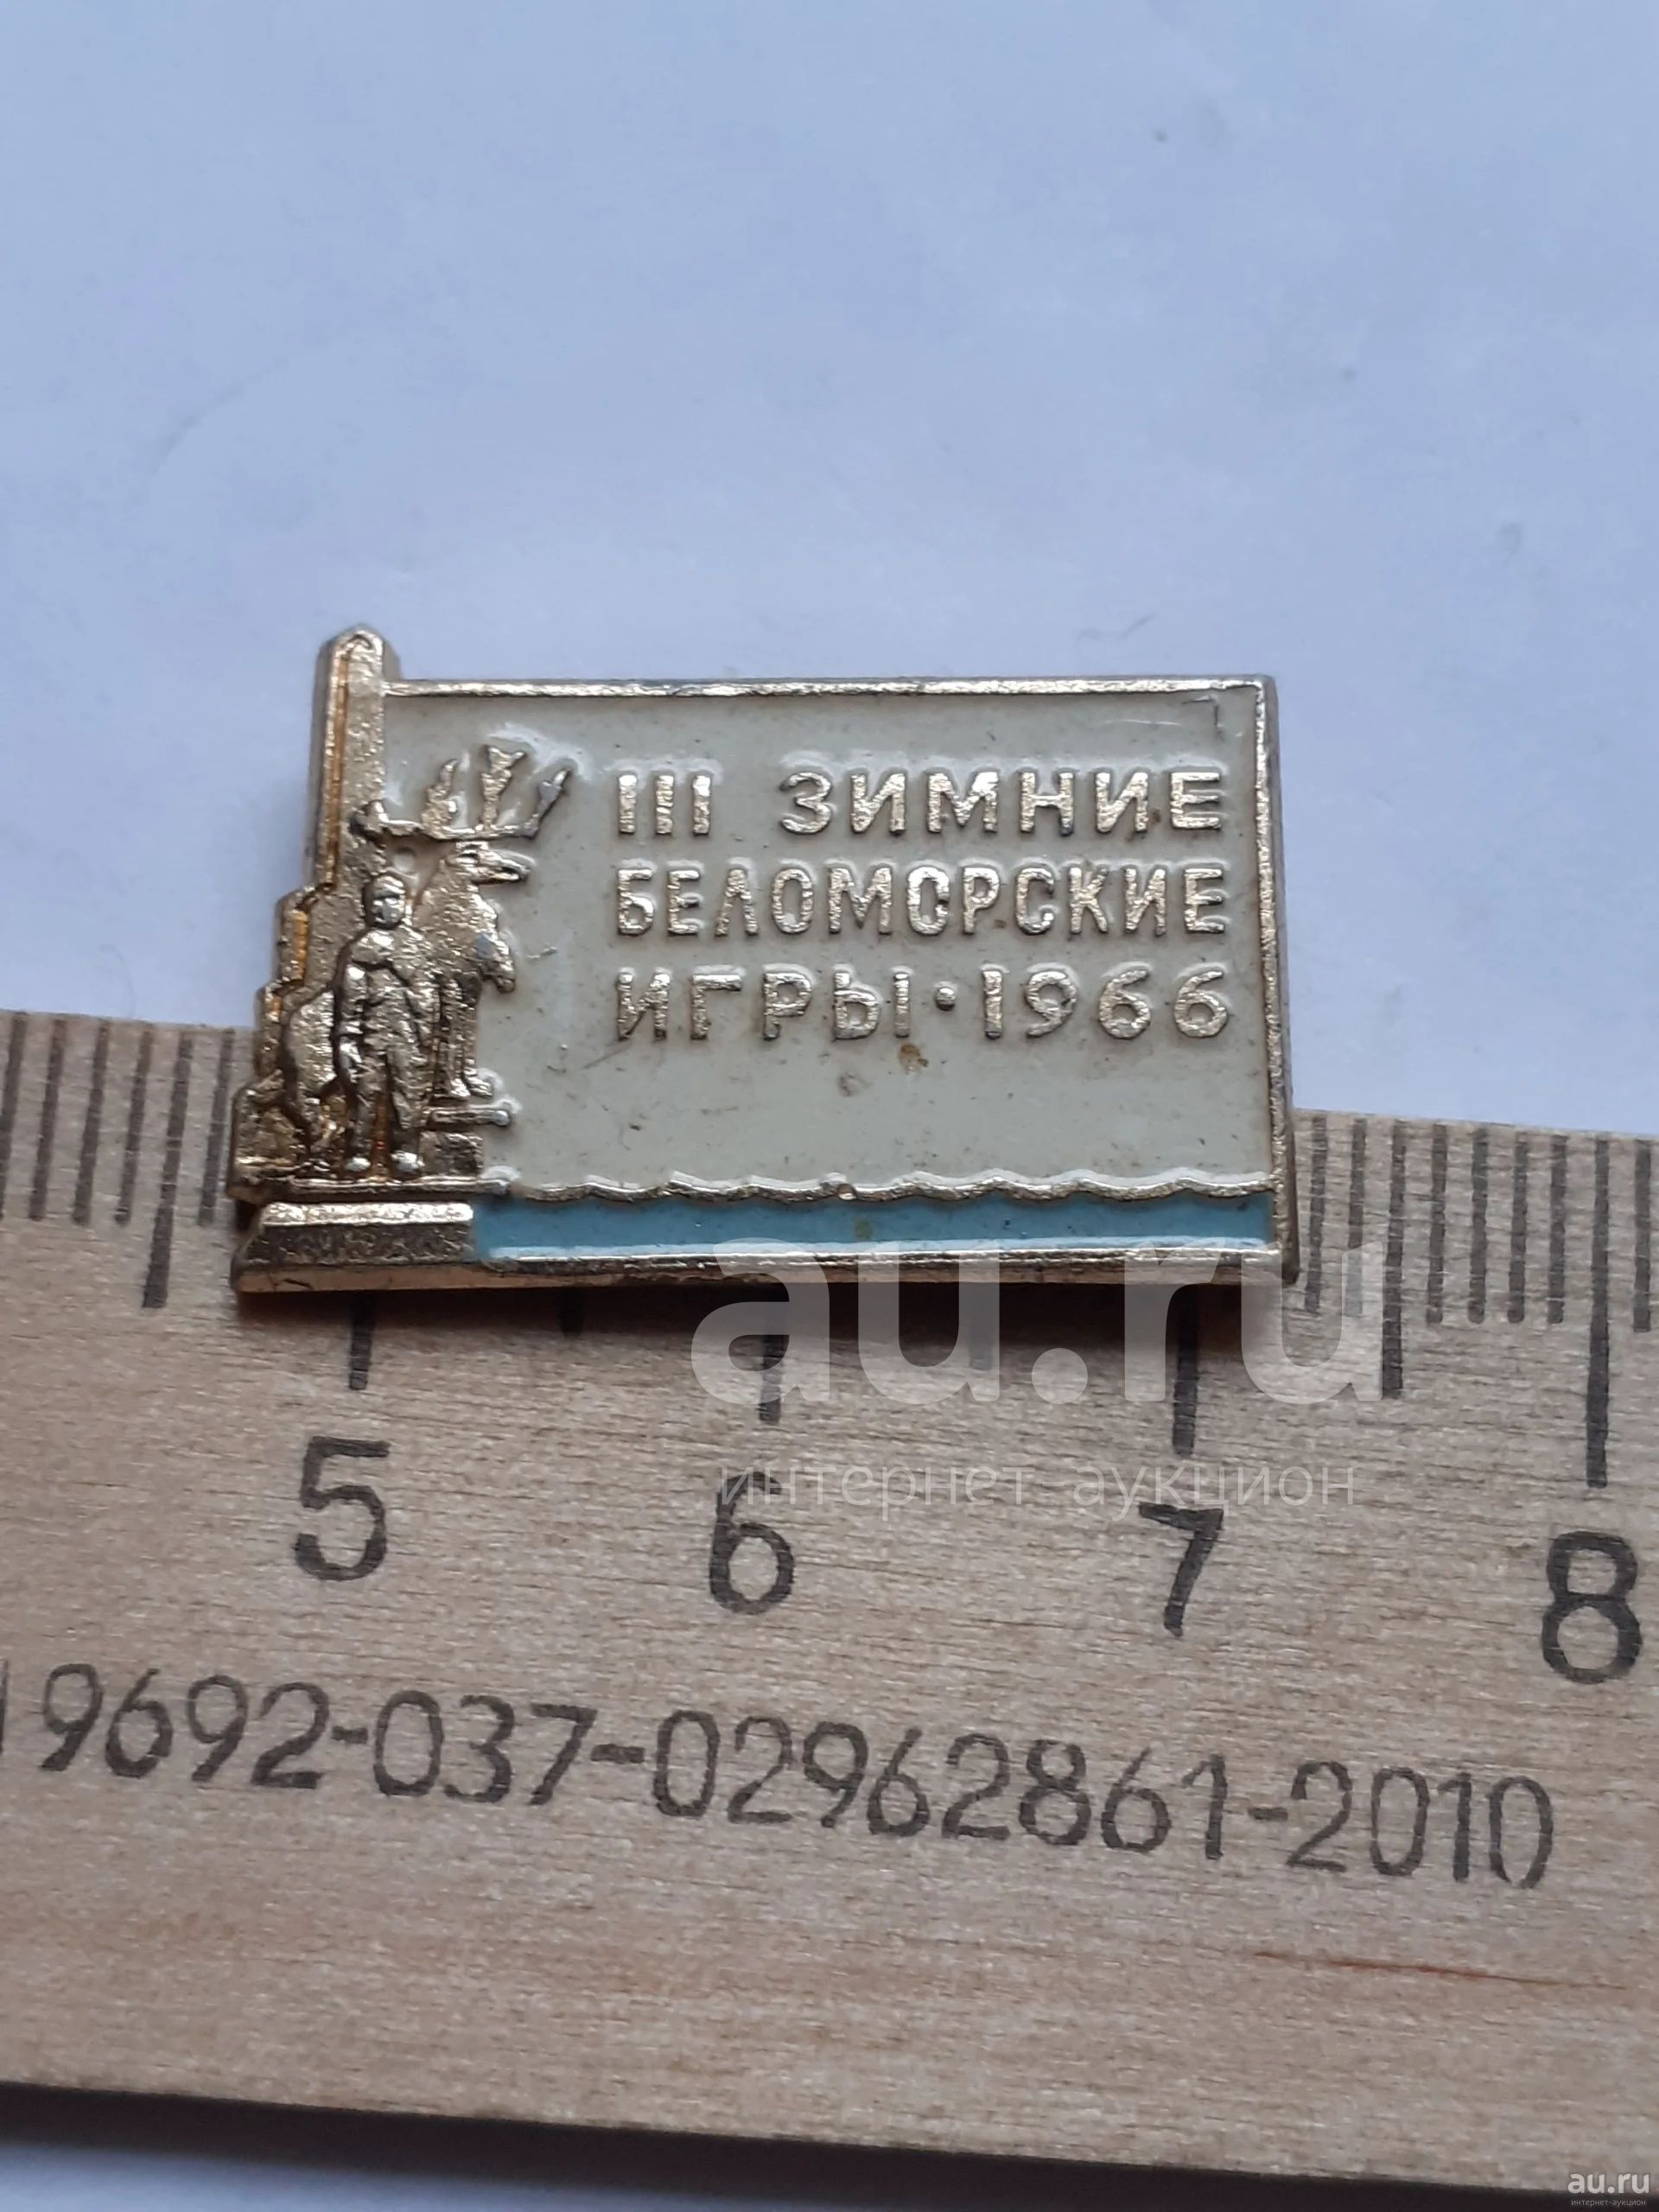 III ЗИМНИЕ
БЕЛОМОРСКИЕ
ИГРЫ·1966
au.ru
интернет-аукцион
5 6 7 8
19692-037-02962861-2010
au.ru
интернет-аукцион